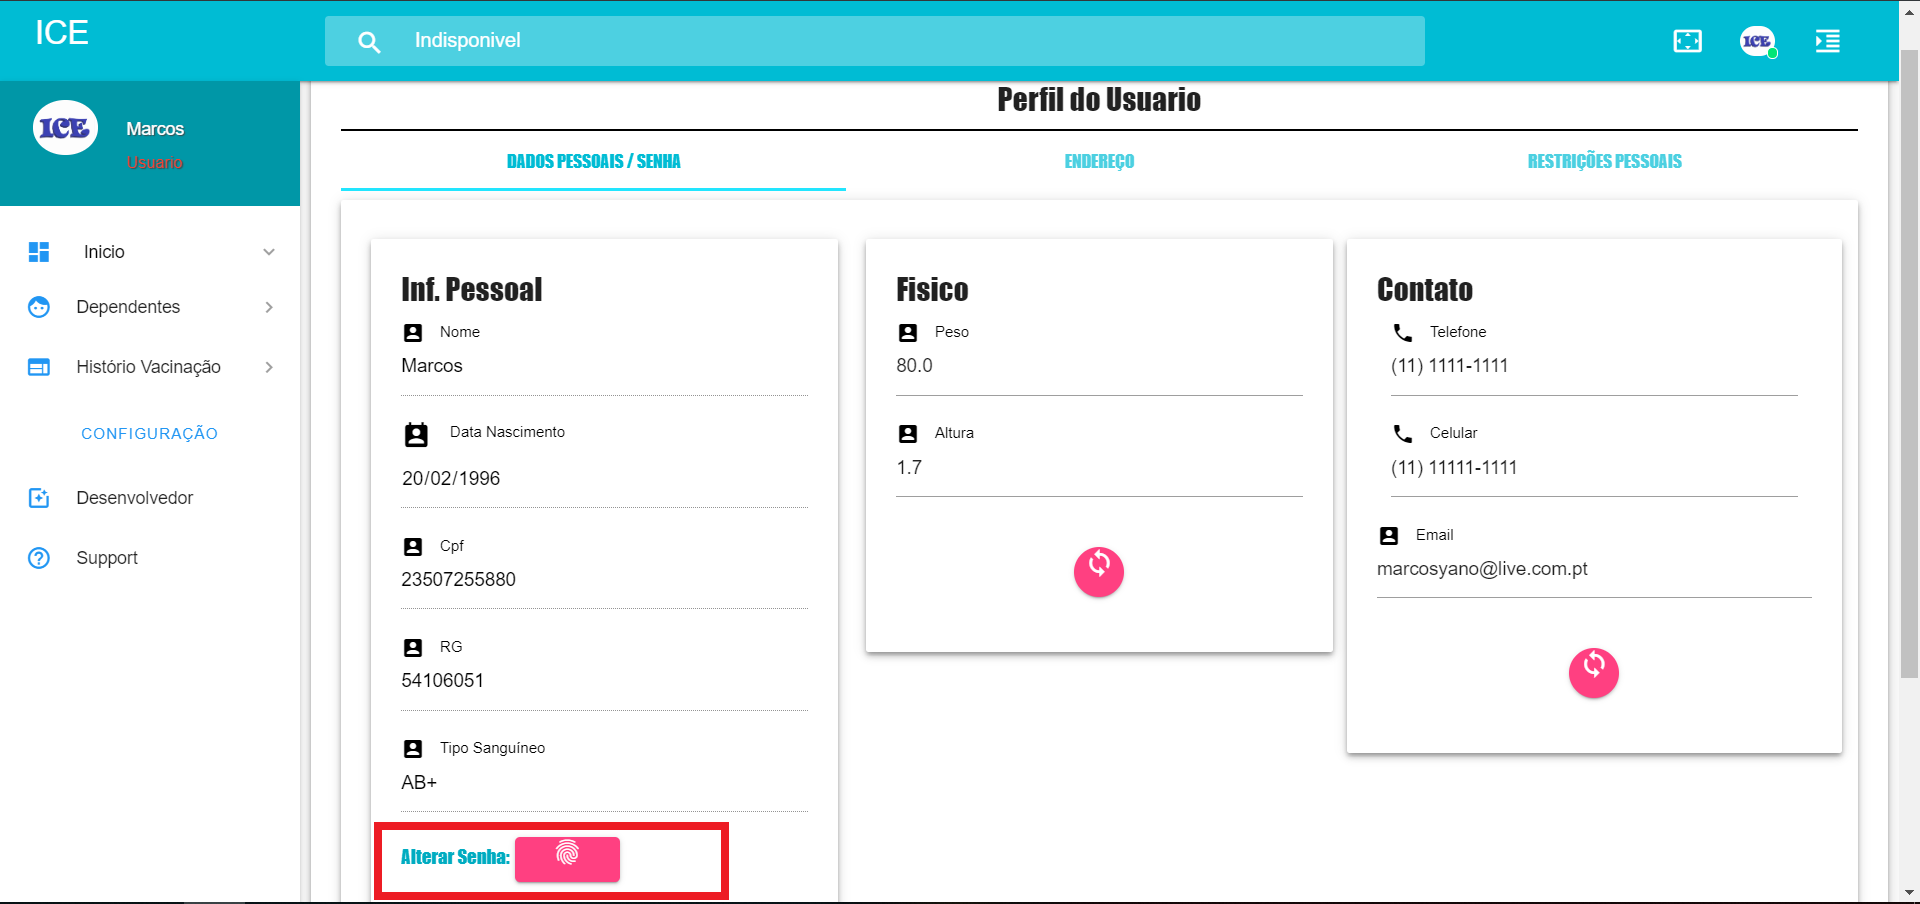 ICE
Indisponivel
ICE
ICE
Marcos
Usuario
Inicio
Dependentes
Histório Vacinação
CONFIGURAÇÃO
Desenvolvedor
Support
Perfil do Usuario
DADOS PESSOAIS / SENHA
ENDEREÇO
RESTRIÇÕES PESSOAIS
Inf. Pessoal
Nome
Marcos
Data Nascimento
20/02/1996
Cpf
23507255880
RG
54106051
Tipo Sanguíneo
AB+
Alterar Senha:
Fisico
Peso
80.0
Altura
1.7
Contato
Telefone
(11) 1111-1111
Celular
(11) 11111-1111
Email
marcosyano@live.com.pt